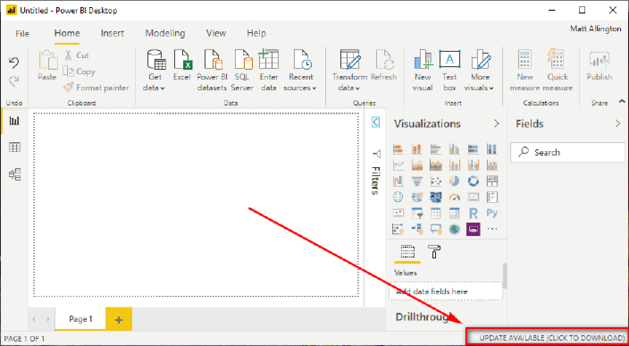 Untitled - Power BI Desktop
Matt Allington
File Home Insert Modeling View Help
Paste
Cut
Copy
Format painter
Get data
Excel
Power BI datasets
SQL Server
Enter data
Recent sources
Transform data
Refresh
New visual
Text box
More visuals
New measure
Quick measure
Publish
Undo Clipboard Data Queries Insert Calculations Share
Filters
Visualizations
R Py
Values
Add data fields here
Drillthrough
Fields
Search
Page 1
PAGE 1 OF 1
UPDATE AVAILABLE (CLICK TO DOWNLOAD)